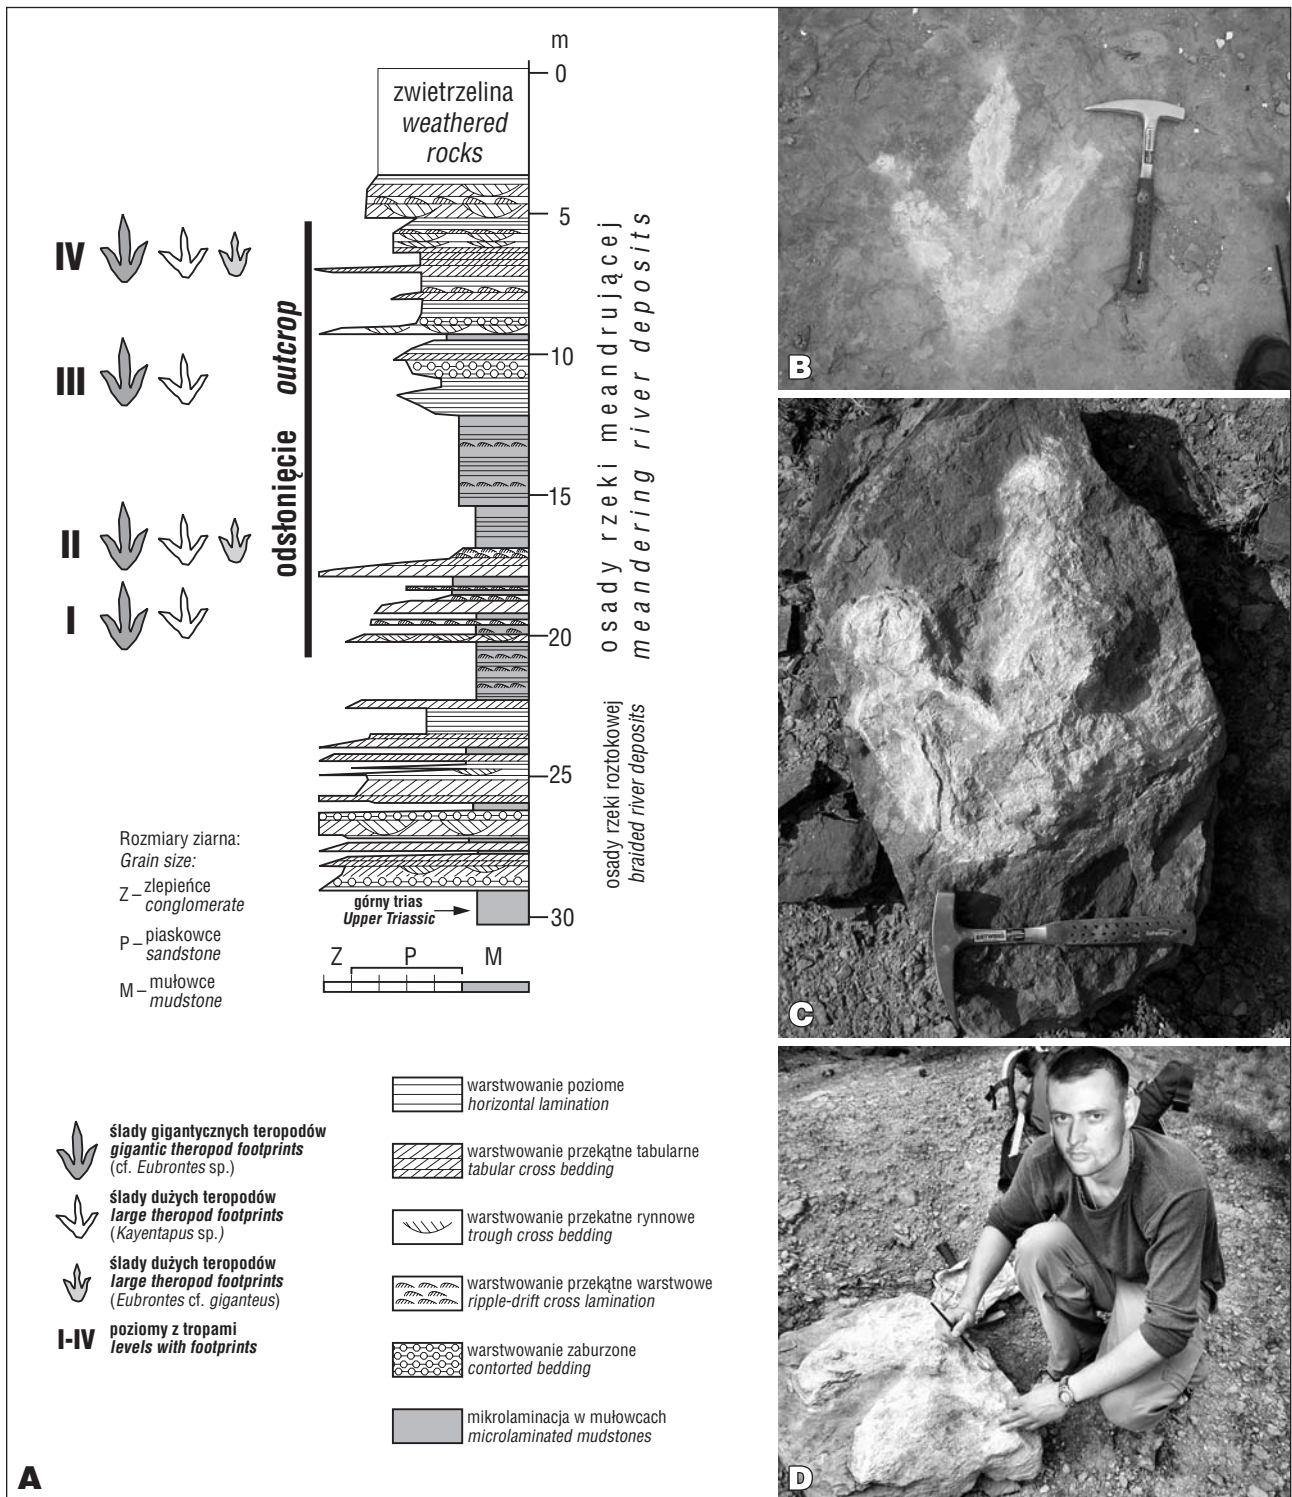 m
0
zwietrzelina
weathered
rocks
5
10
15
20
25
30
IV
III
II
I
odsłonięcie outcrop
osady rzeki meandrującej
meandering river deposits
osady rzeki roztokowej
braided river deposits
górny trias
Upper Triassic
Rozmiary ziarna:
Grain size:
Z – zlepieńce
conglomerate
P – piaskowce
sandstone
M – mułowce
mudstone
Z P M
ślady gigantycznych teropodów
gigantic theropod footprints
(cf. Eubrontes sp.)
ślady dużych teropodów
large theropod footprints
(Kayentapus sp.)
ślady dużych teropodów
large theropod footprints
(Eubrontes cf. giganteus)
I-IV poziomy z tropami
levels with footprints
warstwowanie poziome
horizontal lamination
warstwowanie przekątne tabularne
tabular cross bedding
warstwowanie przekatne rynnowe
trough cross bedding
warstwowanie przekątne warstwowe
ripple-drift cross lamination
warstwowanie zaburzone
contorted bedding
mikrolaminacja w mułowcach
microlaminated mudstones
A
B
ESTWING
C
D